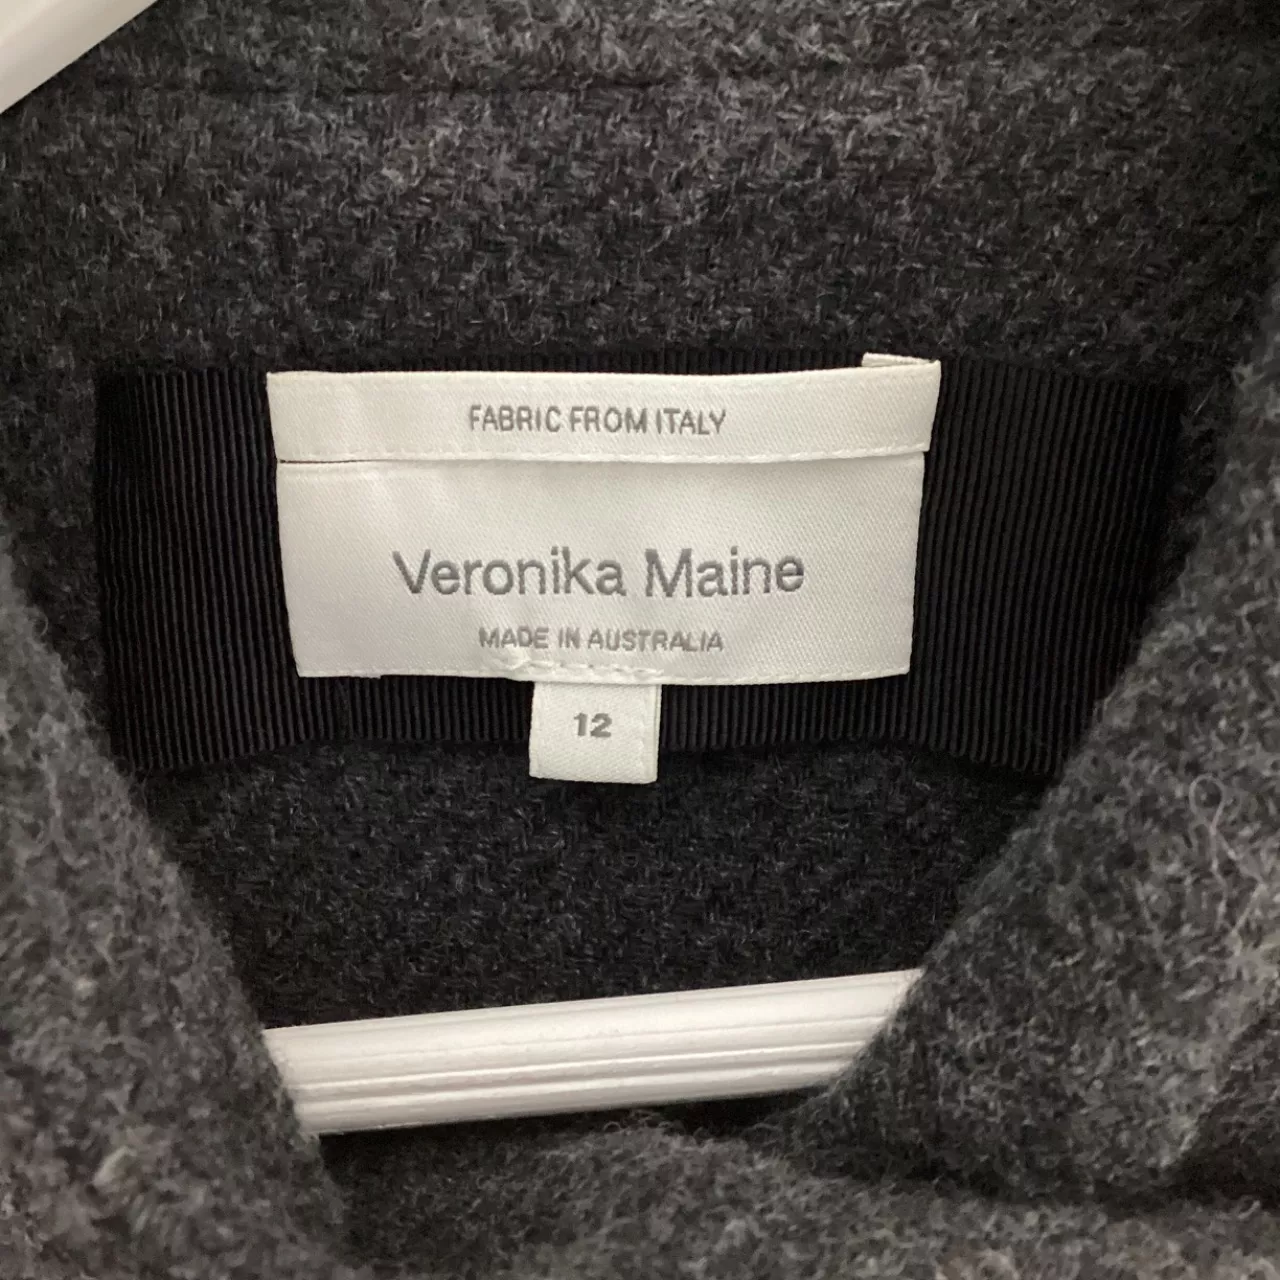 FABRIC FROM ITALY
Veronika Maine
MADE IN AUSTRALIA
12